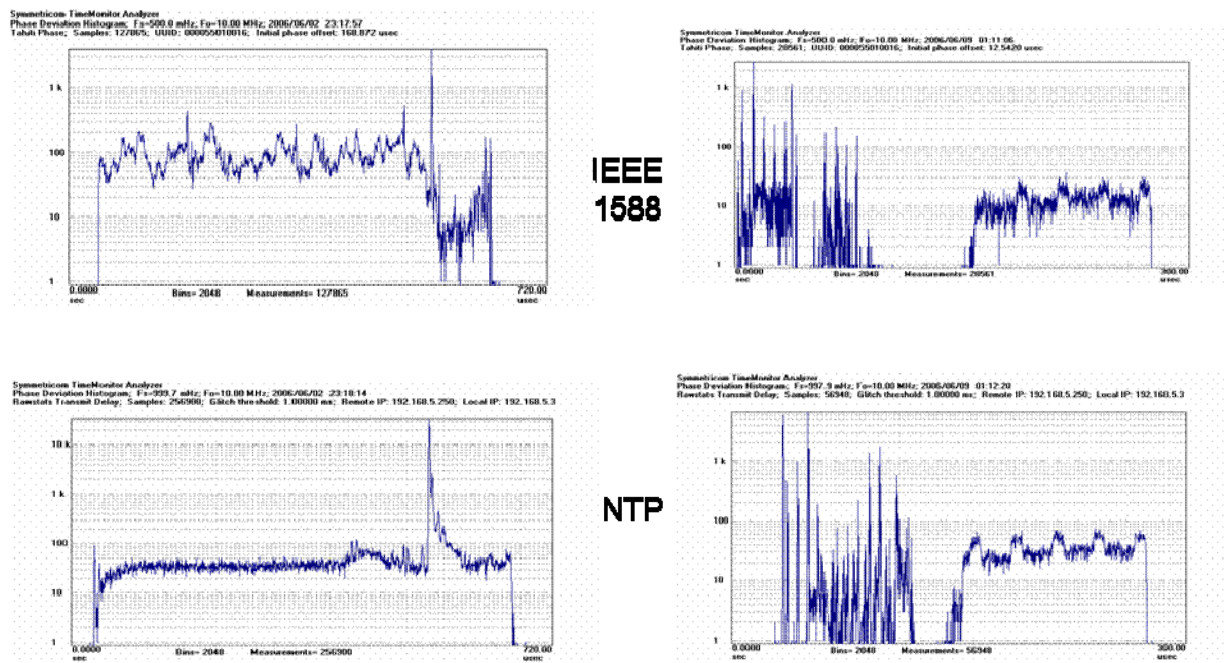 Symmetricom TimeMonitor Analyzer
Phase Deviation Histogram; Fs=500.0 mHz; Fo=10.00 MHz; 2006/06/02 23:17:57
Tahiti Phase; Samples: 127865; UUID: 000055010016; Initial phase offset: 168.872 usec
1 k
100
10
1
0.0000
sec
Bins= 2048 Measurements= 127865
720.00
usec
Symmetricom TimeMonitor Analyzer
Phase Deviation Histogram; Fs=500.0 mHz; Fo=10.00 MHz; 2006/06/09 01:11:06
Tahiti Phase; Samples: 28561; UUID: 000055010016; Initial phase offset: 12.5420 usec
1 k
100
10
1
0.0000
sec
Bins= 2048 Measurements= 28561
300.00
usec
IEEE
1588
Symmetricom TimeMonitor Analyzer
Phase Deviation Histogram; Fs=999.7 mHz; Fo=10.00 MHz; 2006/06/02 23:18:14
Rawstats Transmit Delay; Samples: 256900; Glitch threshold: 1.00000 ms; Remote IP: 192.168.5.250; Local IP: 192.168.5.3
10 k
1 k
100
10
1
0.0000
sec
Bins= 2048 Measurements= 256900
720.00
usec
NTP
Symmetricom TimeMonitor Analyzer
Phase Deviation Histogram; Fs=997.9 mHz; Fo=10.00 MHz; 2006/06/09 01:12:20
Rawstats Transmit Delay; Samples: 56948; Glitch threshold: 1.00000 ms; Remote IP: 192.168.5.250; Local IP: 192.168.5.3
1 k
100
10
1
0.0000
sec
Bins= 2048 Measurements= 56948
300.00
usec